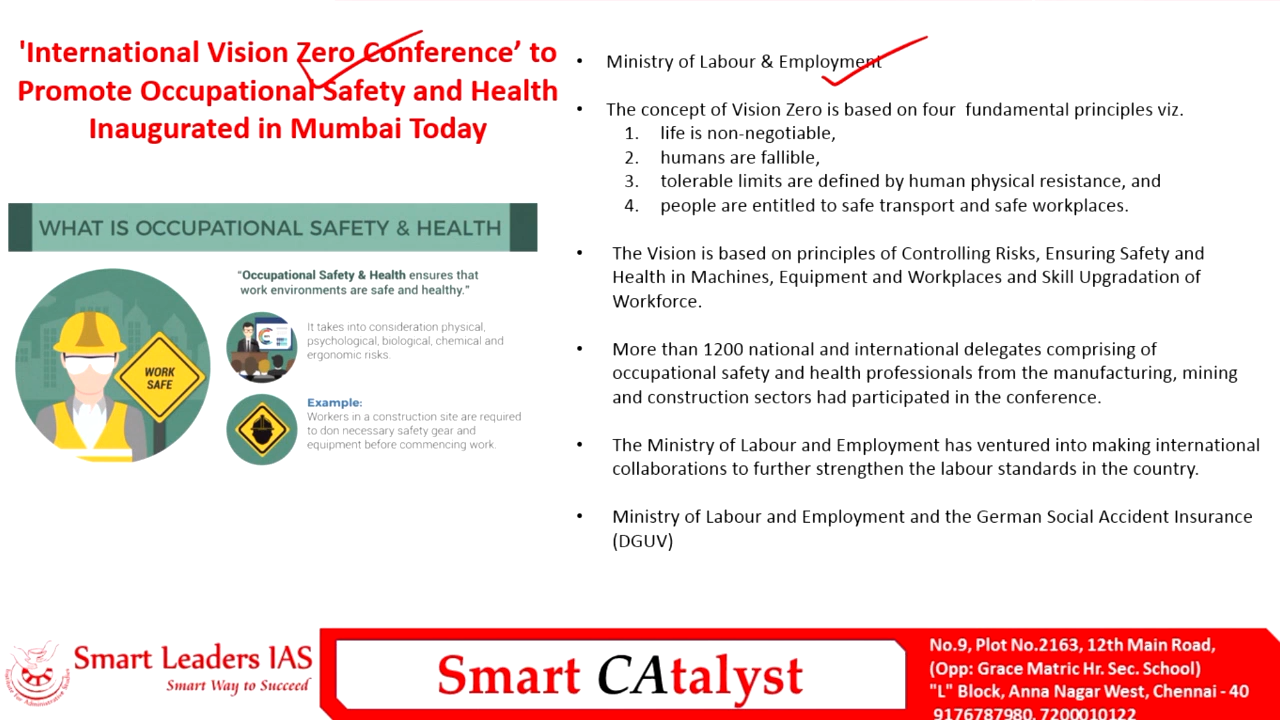 'International Vision Zero Conference’ to
Promote Occupational Safety and Health
Inaugurated in Mumbai Today
WHAT IS OCCUPATIONAL SAFETY & HEALTH
"Occupational Safety & Health ensures that
work environments are safe and healthy.”
WORK
SAFE
It takes into consideration physical,
psychological, biological, chemical and
ergonomic risks.
Example:
Workers in a construction site are required
to don necessary safety gear and
equipment before commencing work.
• Ministry of Labour & Employment
• The concept of Vision Zero is based on four fundamental principles viz.
1. life is non-negotiable,
2. humans are fallible,
3. tolerable limits are defined by human physical resistance, and
4. people are entitled to safe transport and safe workplaces.
• The Vision is based on principles of Controlling Risks, Ensuring Safety and
Health in Machines, Equipment and Workplaces and Skill Upgradation of
Workforce.
• More than 1200 national and international delegates comprising of
occupational safety and health professionals from the manufacturing, mining
and construction sectors had participated in the conference.
• The Ministry of Labour and Employment has ventured into making international
collaborations to further strengthen the labour standards in the country.
• Ministry of Labour and Employment and the German Social Accident Insurance
(DGUV)
Smart Leaders IAS
Smart Way to Succeed
Smart CAtalyst
No.9, Plot No.2163, 12th Main Road,
(Opp: Grace Matric Hr. Sec. School)
"L" Block, Anna Nagar West, Chennai - 40
9176787980, 7200010122